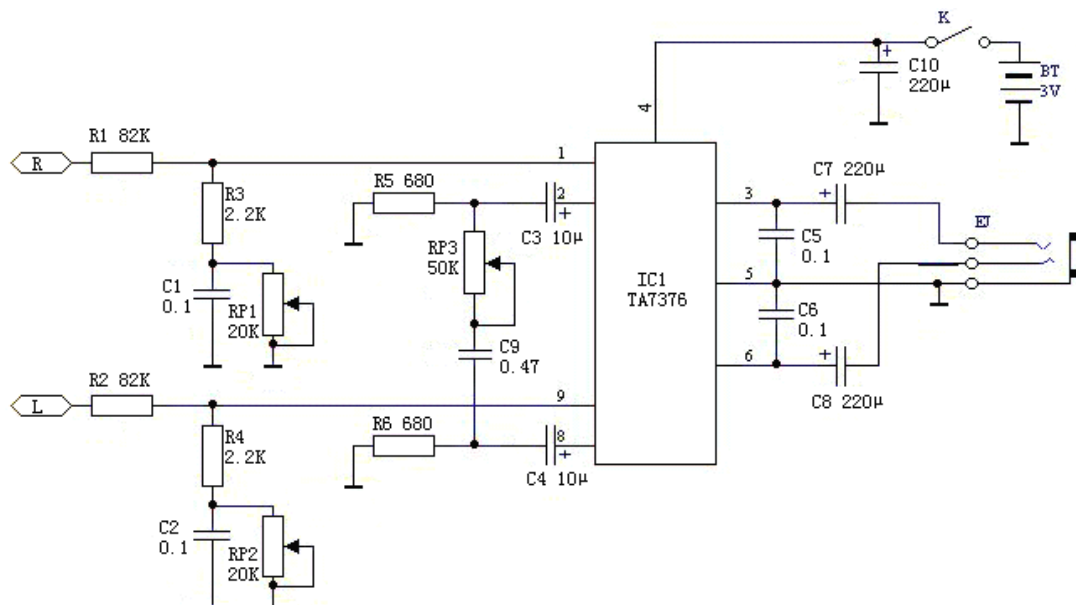 K
C10
220μ
BT
3V
4
R1 82K
R
1
C7 220μ
R5 680
R3
2.2K
2
3
C3 10μ
EJ
RP3
50K
C5
0.1
IC1
TA7376
5
C1
0.1
RP1
20K
C6
0.1
C9
0.47
6
R2 82K
L
9
C8 220μ
R6 680
R4
2.2K
8
C4 10μ
C2
0.1
RP2
20K